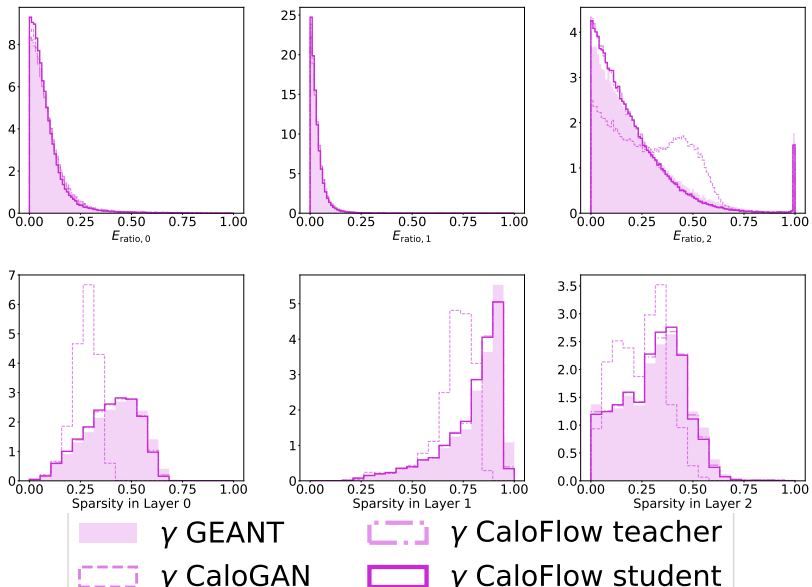 8
6
4
2
0
0.00 0.25 0.50 0.75 1.00
E_ratio, 0
25
20
15
10
5
0
0.00 0.25 0.50 0.75 1.00
E_ratio, 1
4
3
2
1
0
0.00 0.25 0.50 0.75 1.00
E_ratio, 2
7
6
5
4
3
2
1
0
0.00 0.25 0.50 0.75 1.00
Sparsity in Layer 0
5
4
3
2
1
0
0.00 0.25 0.50 0.75 1.00
Sparsity in Layer 1
3.5
3.0
2.5
2.0
1.5
1.0
0.5
0.0
0.00 0.25 0.50 0.75 1.00
Sparsity in Layer 2
γ GEANT
γ CaloGAN
γ CaloFlow teacher
γ CaloFlow student